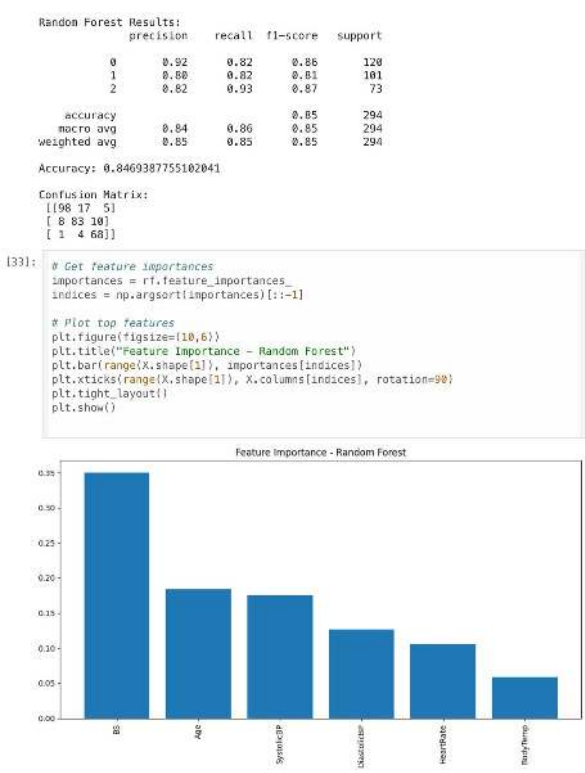 Random Forest Results:
precision recall f1-score support
0 0.92 0.82 0.86 120
1 0.80 0.82 0.81 101
2 0.82 0.93 0.87 73
accuracy 0.85 294
macro avg 0.84 0.86 0.85 294
weighted avg 0.85 0.85 0.85 294
Accuracy: 0.8469387755102041
Confusion Matrix:
[[98 17 5]
[ 8 83 10]
[ 1 4 68]]
[33]:
# Get feature importances
importances = rf.feature_importances_
indices = np.argsort(importances)[::-1]
# Plot top features
plt.figure(figsize=(10,6))
plt.title("Feature Importance - Random Forest")
plt.bar(range(X.shape[1]), importances[indices])
plt.xticks(range(X.shape[1]), X.columns[indices], rotation=90)
plt.tight_layout()
plt.show()
Feature Importance - Random Forest
0.35
0.30
0.25
0.20
0.15
0.10
0.05
0.00
BS
Age
SystolicBP
DiastolicBP
HeartRate
BodyTemp